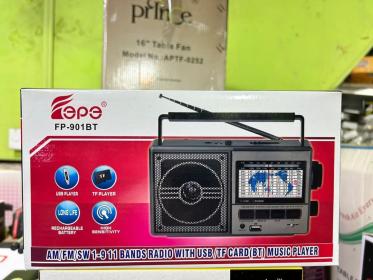 prince
16" Table Fan
Model No.: APTF-0252
Fepe®
FP-901BT
USB PLAYER
TF PLAYER
LONG LIFE
RECHARGEABLE
BATTERY
HIGH
SENSITIVITY
AM/FM/SW 1-9 11 BANDS RADIO WITH USB/TF CARD(BT) MUSIC PLAYER